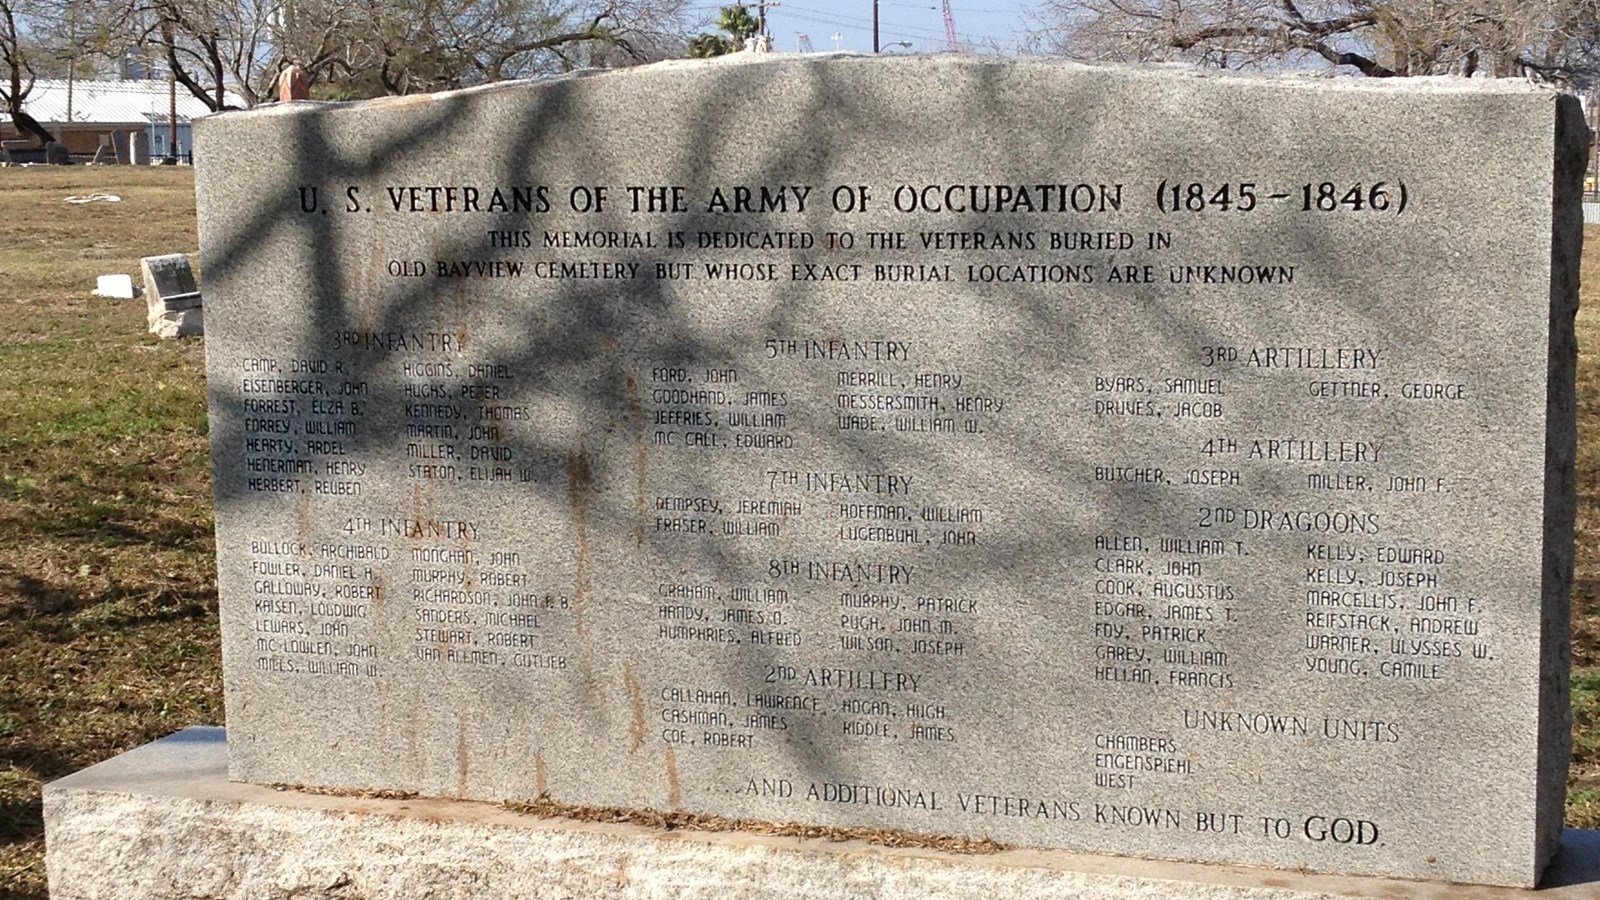 U. S. VETERANS OF THE ARMY OF OCCUPATION (1845 – 1846)
THIS MEMORIAL IS DEDICATED TO THE VETERANS BURIED IN
OLD BAYVIEW CEMETERY BUT WHOSE EXACT BURIAL LOCATIONS ARE UNKNOWN
3RD INFANTRY
CAMP, DAVID R.
EISENBERGER, JOHN
FORREST, ELZA B.
FORREY, WILLIAM
HEARTY, ARDEL
HENERMAN, HENRY
HERBERT, REUBEN
HIGGINS, DANIEL
HUGHS, PETER
KENNEDY, THOMAS
MARTIN, JOHN
MILLER, DAVID
STATON, ELIJAH W.
4TH INFANTRY
BULLOCK, ARCHIBALD
FOWLER, DANIEL H.
GALLOWAY, ROBERT
KAISEN, LOUDWIG
LEWARS, JOHN
MC LOWLEN, JOHN
MILLS, WILLIAM W.
MONGHAN, JOHN
MURPHY, ROBERT
RICHARDSON, JOHN F. B.
SANDERS, MICHAEL
STEWART, ROBERT
VAN ALLMEN, GUTLIEB
5TH INFANTRY
FORD, JOHN
GOODHAND, JAMES
JEFFRIES, WILLIAM
MC CALL, EDWARD
MERRILL, HENRY
MESSERSMITH, HENRY
WADE, WILLIAM W.
7TH INFANTRY
DEMPSEY, JEREMIAH
FRASER, WILLIAM
HOFFMAN, WILLIAM
LUGENBUHL, JOHN
8TH INFANTRY
GRAHAM, WILLIAM
HANDY, JAMES O.
HUMPHRIES, ALFRED
MURPHY, PATRICK
PUGH, JOHN M.
WILSON, JOSEPH
2ND ARTILLERY
CALLAHAN, LAWRENCE
CASHMAN, JAMES
COE, ROBERT
HOGAN, HUGH
RIDDLE, JAMES
3RD ARTILLERY
BYARS, SAMUEL
DRUVES, JACOB
GETTNER, GEORGE
4TH ARTILLERY
BUTCHER, JOSEPH
MILLER, JOHN F.
2ND DRAGOONS
ALLEN, WILLIAM T.
CLARK, JOHN
COOK, AUGUSTUS
EDGAR, JAMES T.
FOY, PATRICK
GAREY, WILLIAM
HELLAN, FRANCIS
KELLY, EDWARD
KELLY, JOSEPH
MARCELLIS, JOHN F.
REIFSTACK, ANDREW
WARNER, ULYSSES W.
YOUNG, CAMILE
UNKNOWN UNITS
CHAMBERS
ENGENSPIEHL
WEST
....AND ADDITIONAL VETERANS KNOWN BUT TO GOD.